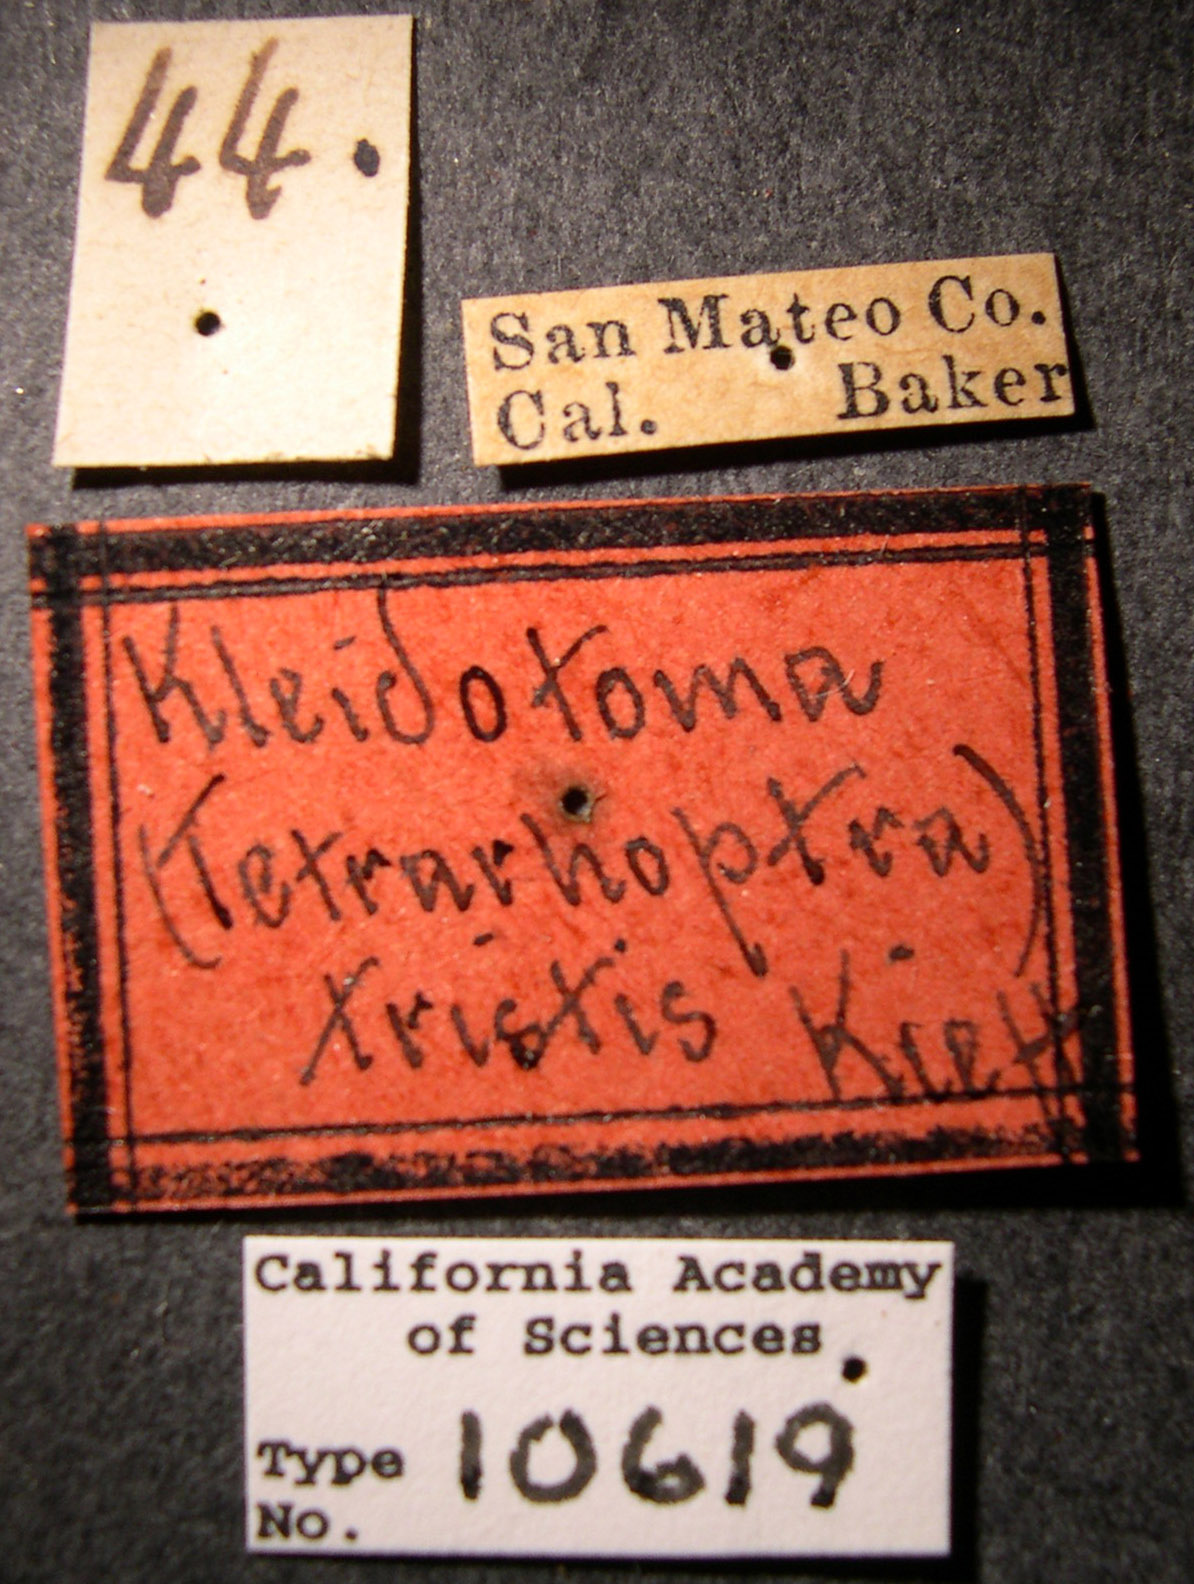 44.
San Mateo Co.
Cal. Baker
Kleidotoma
(Tetrarhoptra)
tristis Kieff
California Academy
of Sciences
Type No. 10619